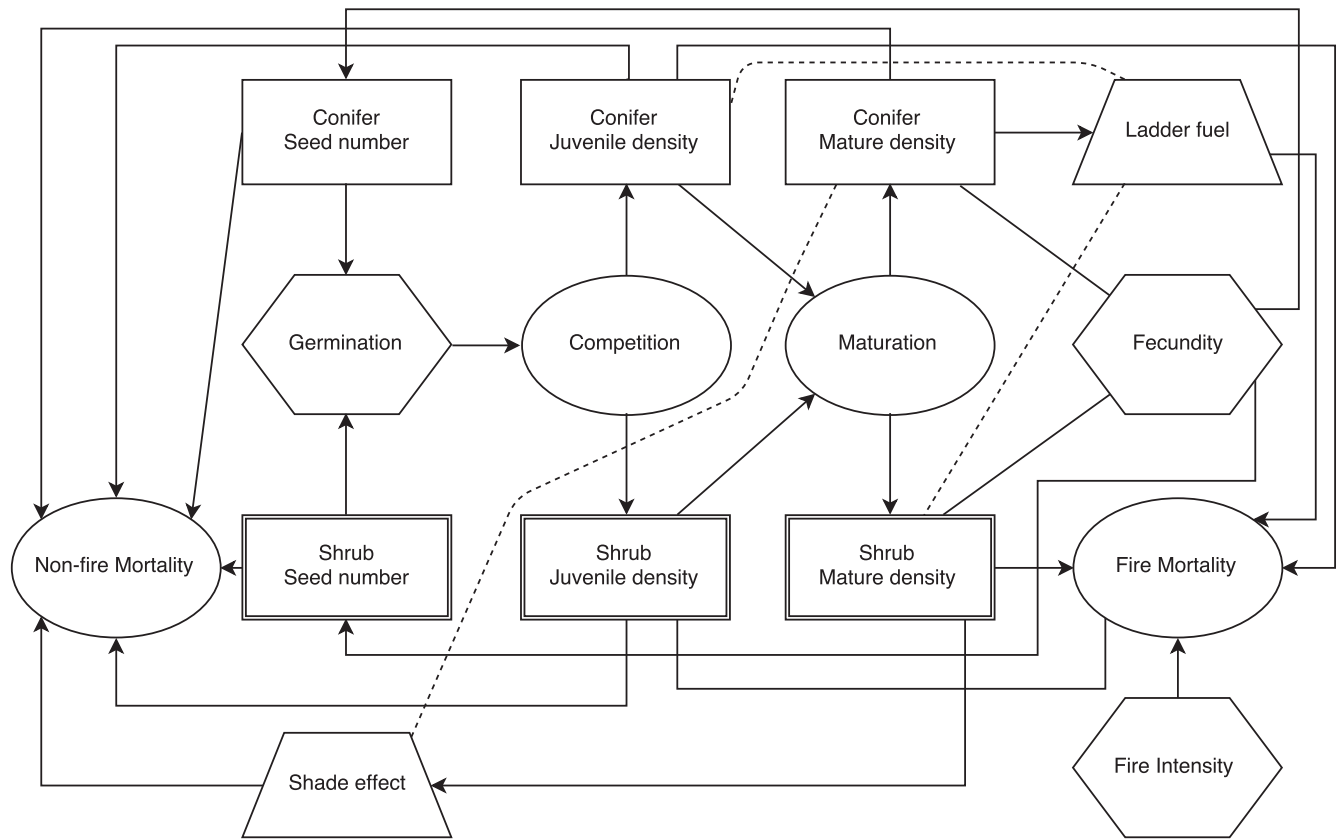 Conifer
Seed number
Conifer
Juvenile density
Conifer
Mature density
Ladder fuel
Germination
Competition
Maturation
Fecundity
Non-fire Mortality
Shrub
Seed number
Shrub
Juvenile density
Shrub
Mature density
Fire Mortality
Shade effect
Fire Intensity